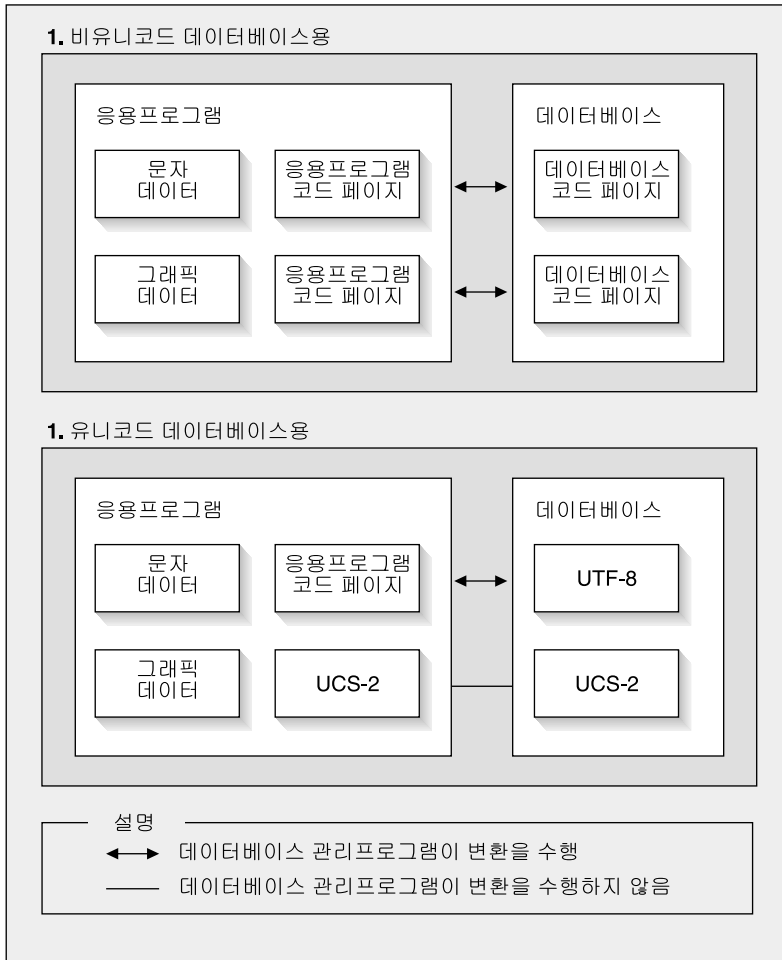 1. 비유니코드 데이터베이스용
응용프로그램
데이터베이스
문자
데이터
응용프로그램
코드 페이지
데이터베이스
코드 페이지
그래픽
데이터
응용프로그램
코드 페이지
데이터베이스
코드 페이지
1. 유니코드 데이터베이스용
응용프로그램
데이터베이스
문자
데이터
응용프로그램
코드 페이지
UTF-8
그래픽
데이터
UCS-2
UCS-2
설명
데이터베이스 관리프로그램이 변환을 수행
데이터베이스 관리프로그램이 변환을 수행하지 않음